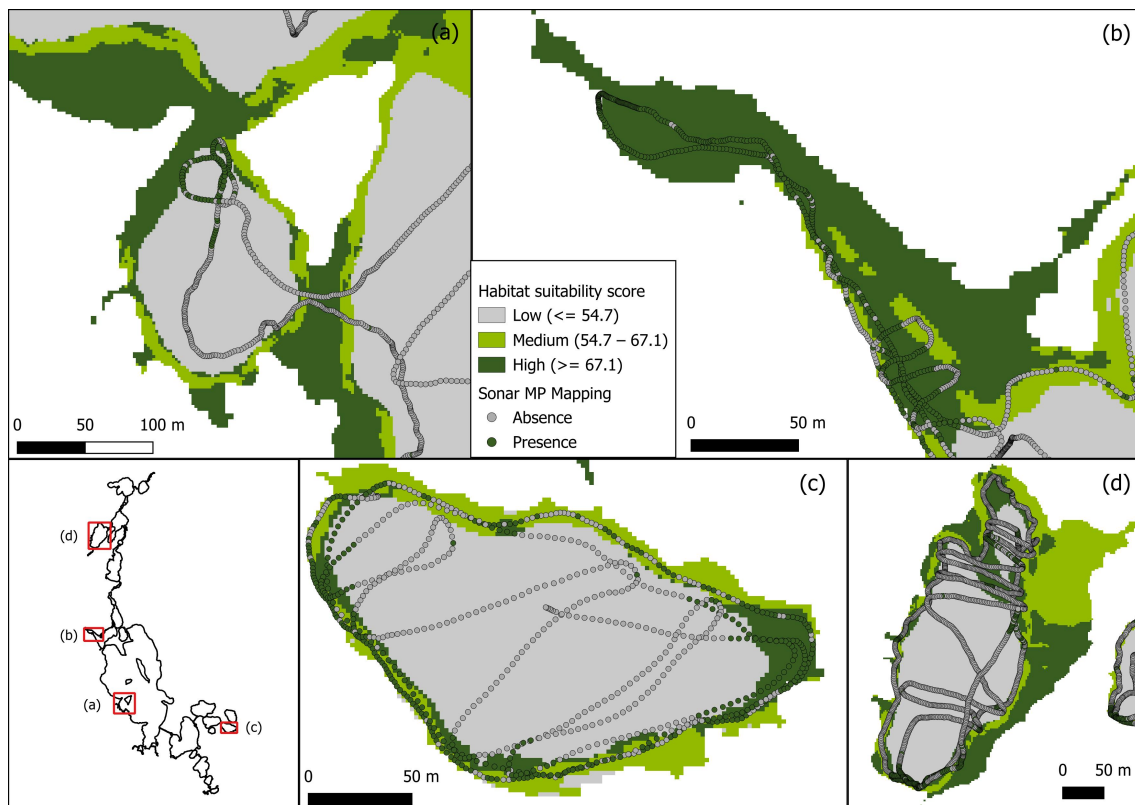 (a)
(b)
Habitat suitability score
Low (<= 54.7)
Medium (54.7 – 67.1)
High (>= 67.1)
Sonar MP Mapping
Absence
Presence
0 50 100 m
0 50 m
(c)
(d)
(d)
(b)
(a)
(c)
0 50 m
0 50 m